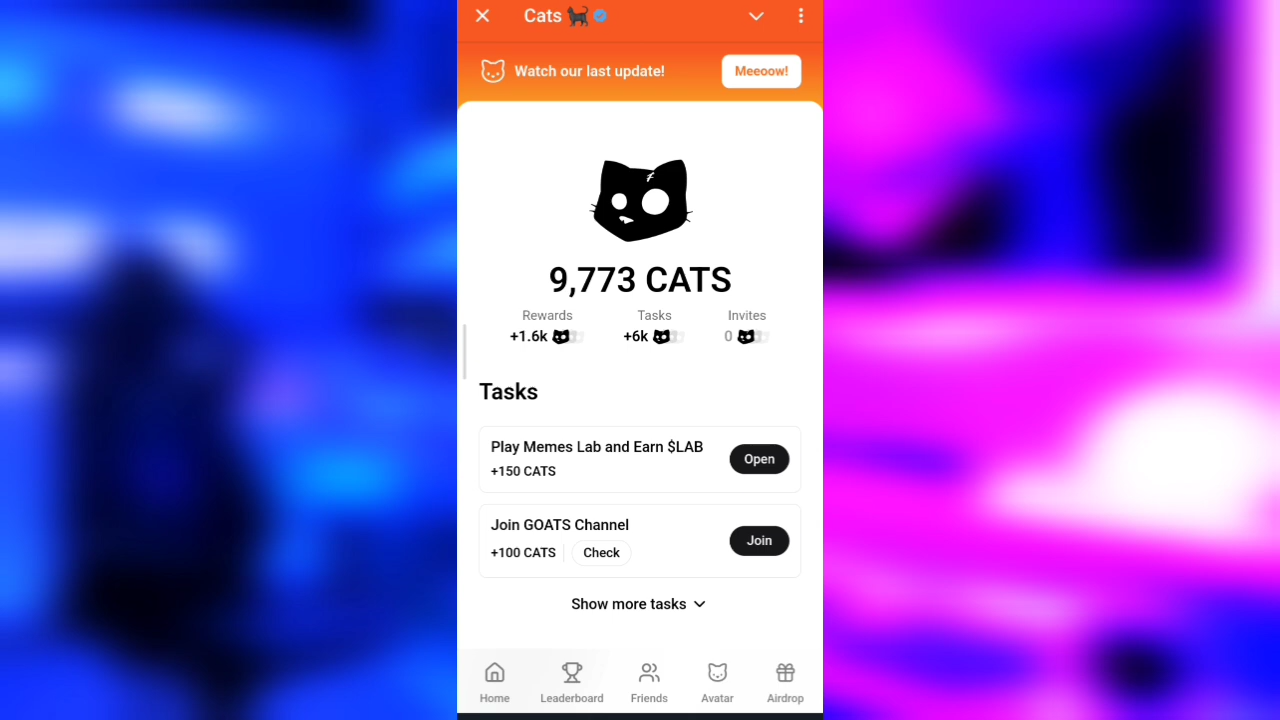 Cats 🐈‍⬛
Watch our last update!
Meeoow!
9,773 CATS
Rewards Tasks Invites
+1.6k +6k 0
Tasks
Play Memes Lab and Earn $LAB
+150 CATS
Open
Join GOATS Channel
+100 CATS Check
Join
Show more tasks
Home Leaderboard Friends Avatar Airdrop